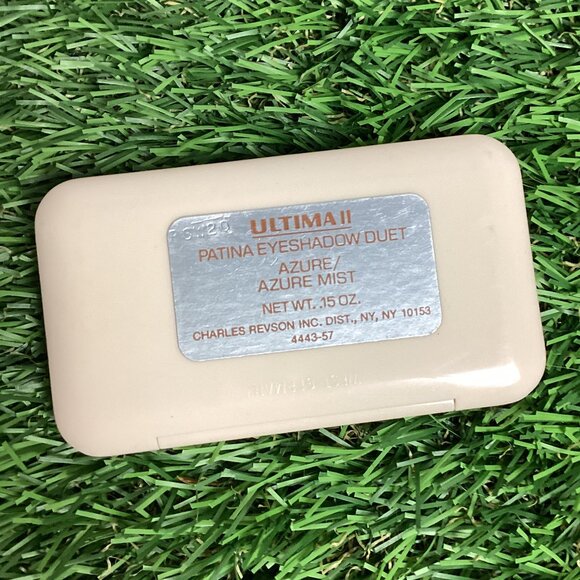 ULTIMA II
PATINA EYESHADOW DUET
AZURE/
AZURE MIST
NET WT. .15 OZ.
CHARLES REVSON INC. DIST., NY, NY 10153
4443-57